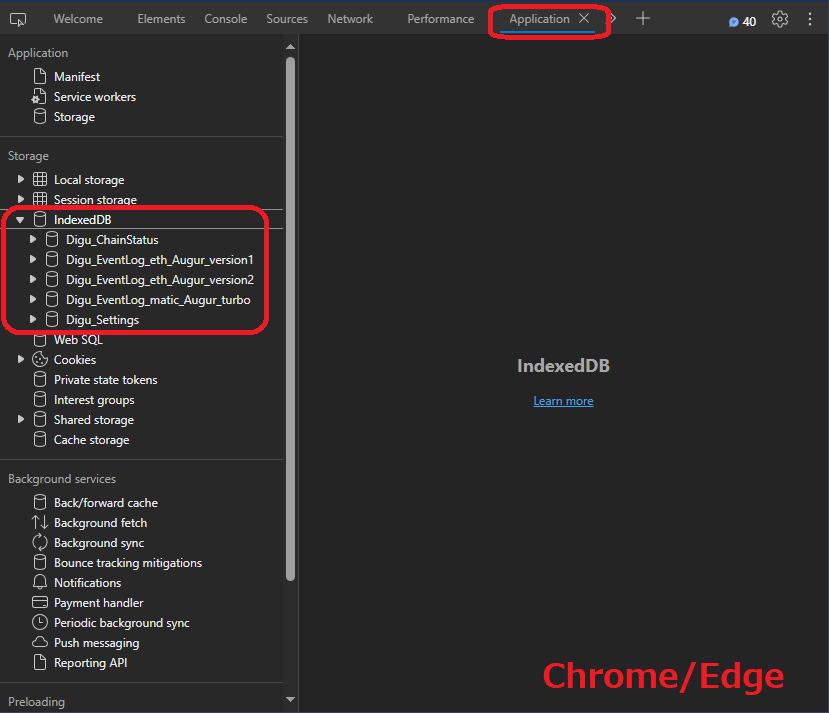 Welcome Elements Console Sources Network Performance Application 40
Application
Manifest
Service workers
Storage
Storage
Local storage
Session storage
IndexedDB
Digu_ChainStatus
Digu_EventLog_eth_Augur_version1
Digu_EventLog_eth_Augur_version2
Digu_EventLog_matic_Augur_turbo
Digu_Settings
Web SQL
Cookies
Private state tokens
Interest groups
Shared storage
Cache storage
Background services
Back/forward cache
Background fetch
Background sync
Bounce tracking mitigations
Notifications
Payment handler
Periodic background sync
Push messaging
Reporting API
Preloading
IndexedDB
Learn more
Chrome/Edge